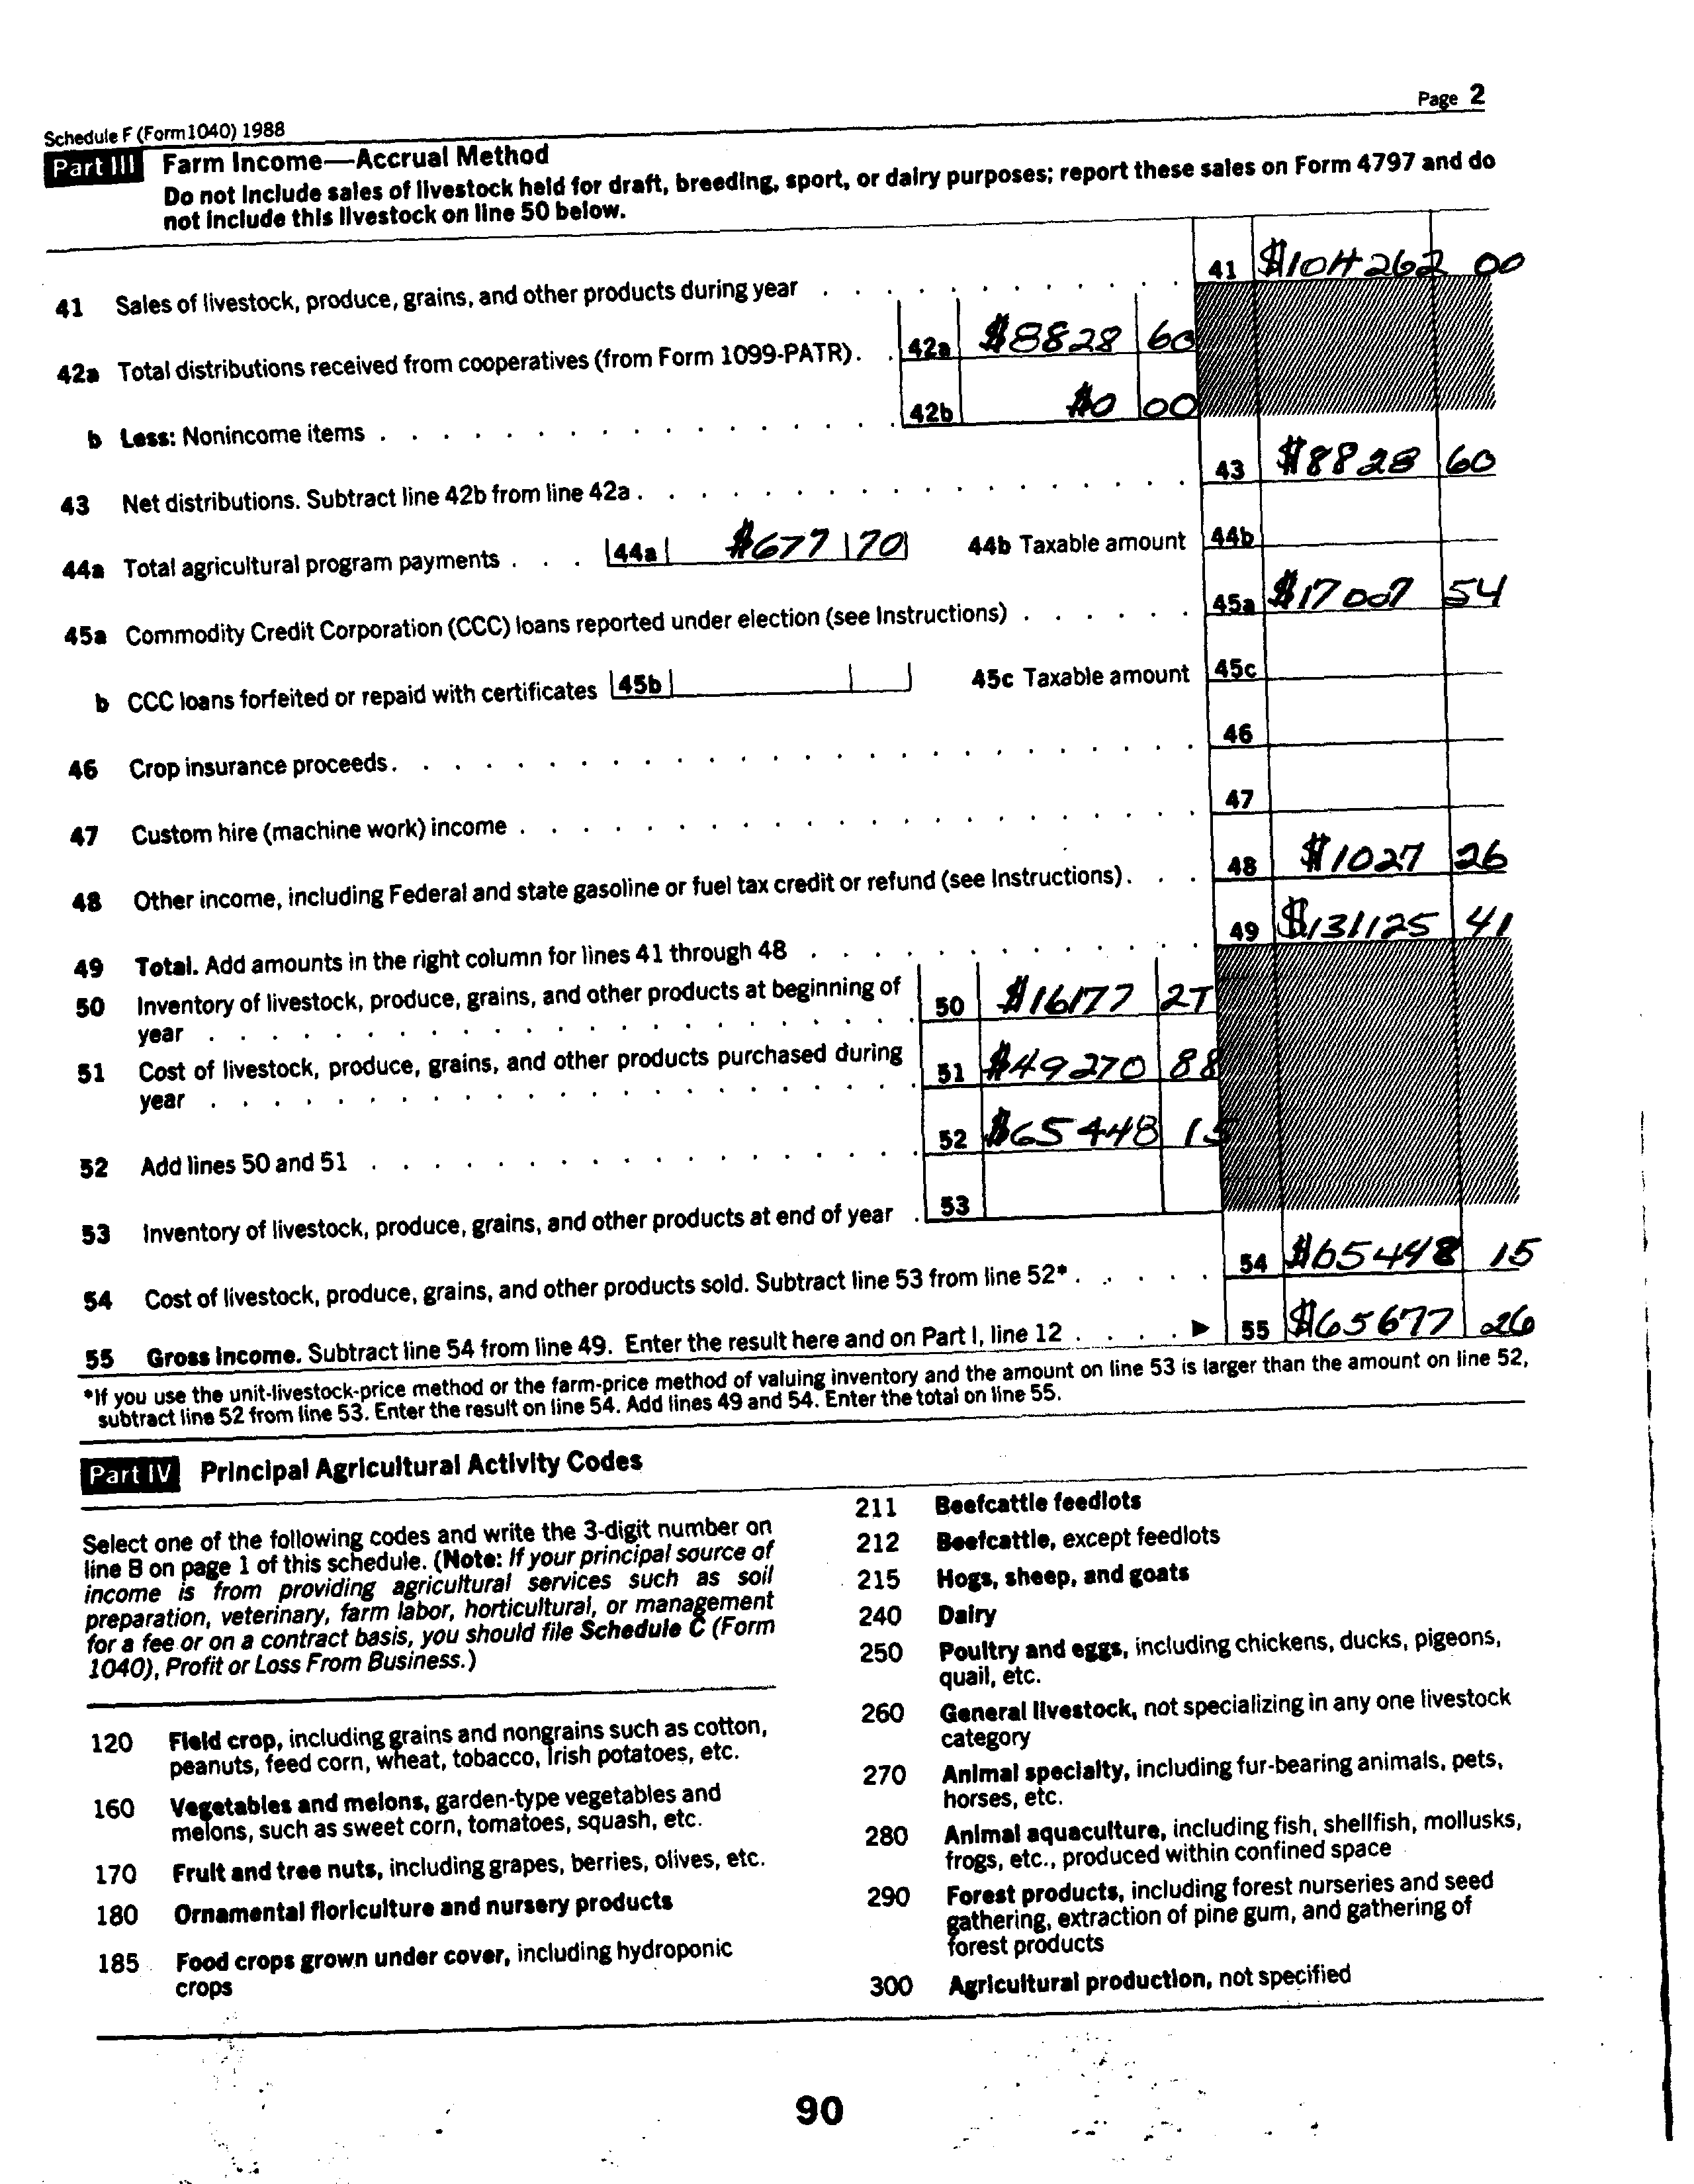 Schedule F (Form 1040) 1988 Page 2
Part III Farm Income—Accrual Method
Do not include sales of livestock held for draft, breeding, sport, or dairy purposes; report these sales on Form 4797 and do
not include this livestock on line 50 below.
41 Sales of livestock, produce, grains, and other products during year 41 $104262 00
42a Total distributions received from cooperatives (from Form 1099-PATR). 42a $8828 60
b Less: Nonincome items 42b $0 00
43 Net distributions. Subtract line 42b from line 42a. 43 $8828 60
44a Total agricultural program payments 44a $677 70 44b Taxable amount 44b
45a Commodity Credit Corporation (CCC) loans reported under election (see Instructions) 45a $17007 54
b CCC loans forfeited or repaid with certificates 45b 45c Taxable amount 45c
46 Crop insurance proceeds. 46
47 Custom hire (machine work) income 47
48 Other income, including Federal and state gasoline or fuel tax credit or refund (see Instructions). 48 $1027 26
49 Total. Add amounts in the right column for lines 41 through 48 49 $131125 41
50 Inventory of livestock, produce, grains, and other products at beginning of
year 50 $16177 27
51 Cost of livestock, produce, grains, and other products purchased during
year 51 $49270 88
52 Add lines 50 and 51 52 $65448 15
53 Inventory of livestock, produce, grains, and other products at end of year 53
54 Cost of livestock, produce, grains, and other products sold. Subtract line 53 from line 52*. 54 $65448 15
55 Gross income. Subtract line 54 from line 49. Enter the result here and on Part I, line 12 ▶ 55 $65677 26
*If you use the unit-livestock-price method or the farm-price method of valuing inventory and the amount on line 53 is larger than the amount on line 52,
subtract line 52 from line 53. Enter the result on line 54. Add lines 49 and 54. Enter the total on line 55.
Part IV Principal Agricultural Activity Codes
Select one of the following codes and write the 3-digit number on
line B on page 1 of this schedule. (Note: If your principal source of
income is from providing agricultural services such as soil
preparation, veterinary, farm labor, horticultural, or management
for a fee or on a contract basis, you should file Schedule C (Form
1040), Profit or Loss From Business.)
120 Field crop, including grains and nongrains such as cotton,
peanuts, feed corn, wheat, tobacco, Irish potatoes, etc.
160 Vegetables and melons, garden-type vegetables and
melons, such as sweet corn, tomatoes, squash, etc.
170 Fruit and tree nuts, including grapes, berries, olives, etc.
180 Ornamental floriculture and nursery products
185 Food crops grown under cover, including hydroponic
crops
211 Beefcattle feedlots
212 Beefcattle, except feedlots
215 Hogs, sheep, and goats
240 Dairy
250 Poultry and eggs, including chickens, ducks, pigeons,
quail, etc.
260 General livestock, not specializing in any one livestock
category
270 Animal specialty, including fur-bearing animals, pets,
horses, etc.
280 Animal aquaculture, including fish, shellfish, mollusks,
frogs, etc., produced within confined space
290 Forest products, including forest nurseries and seed
gathering, extraction of pine gum, and gathering of
forest products
300 Agricultural production, not specified
90